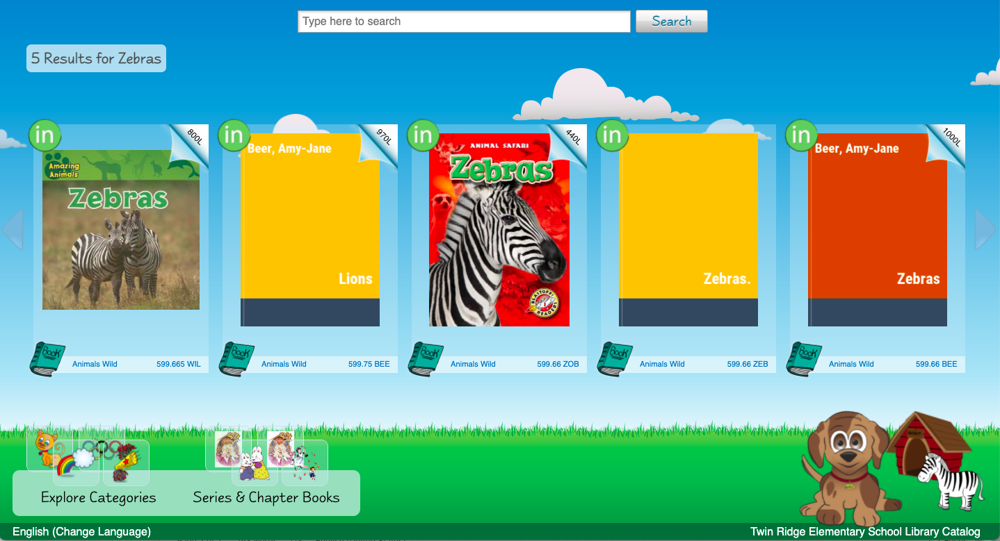 Type here to search
Search
5 Results for Zebras
in
800L
Amazing
Animals
Zebras
Book
Animals Wild
599.665 WIL
in
970L
Beer, Amy-Jane
Lions
Book
Animals Wild
599.75 BEE
in
440L
ANIMAL SAFARI
Zebras
BLASTOFF!
READERS
Book
Animals Wild
599.66 ZOB
in
Zebras.
Book
Animals Wild
599.66 ZEB
in
1000L
Beer, Amy-Jane
Zebras
Book
Animals Wild
599.66 BEE
Explore Categories
Series & Chapter Books
SCOUT
English (Change Language)
Twin Ridge Elementary School Library Catalog